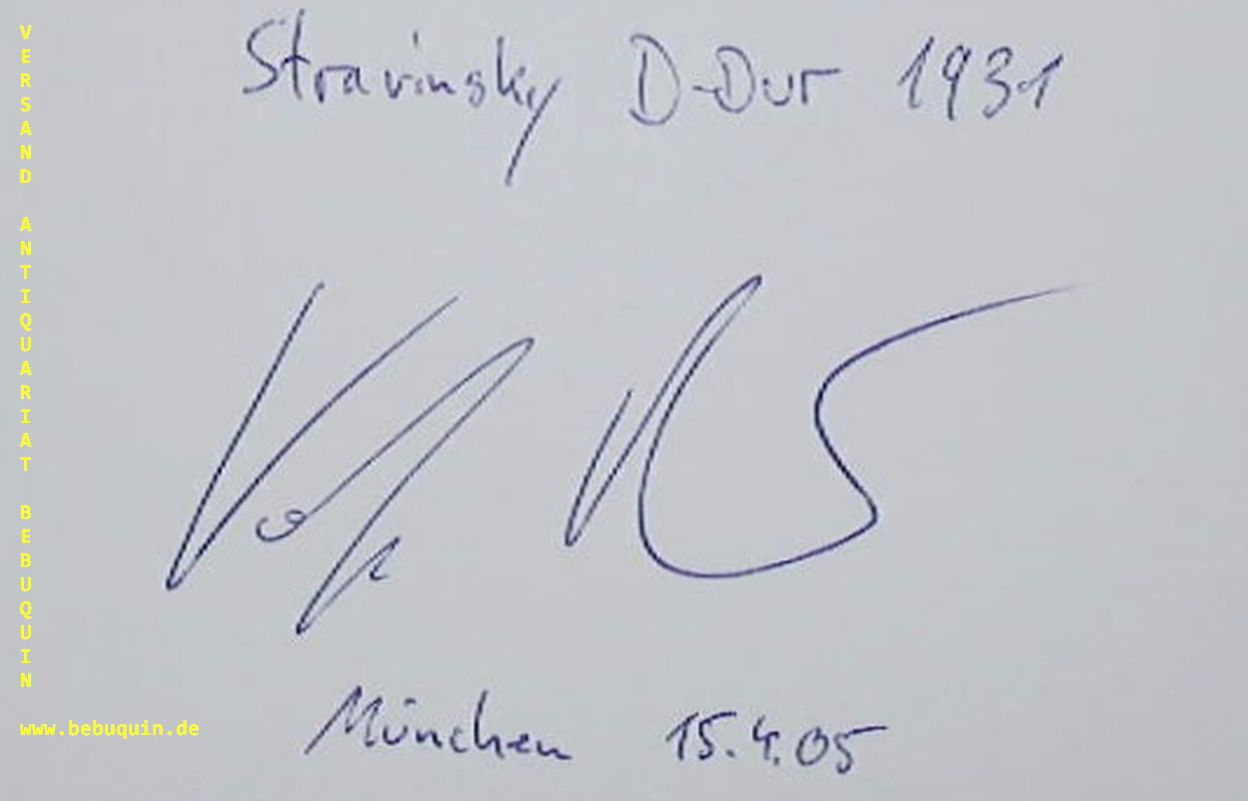 Stravinsky D-Dur 1931
München 15.4.05
VERSAND ANTIQUARIAT BEBUQUIN
www.bebuquin.de